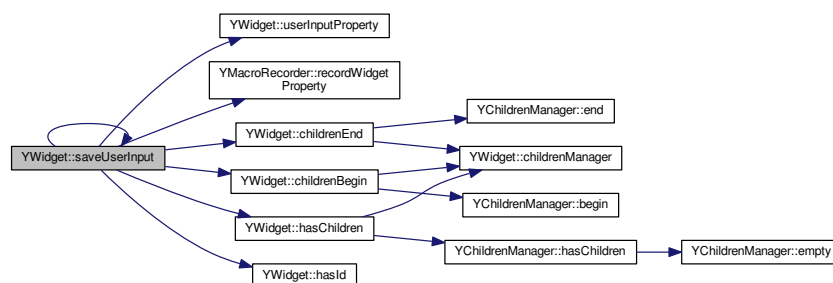 YWidget::userInputProperty
YMacroRecorder::recordWidget
Property
YChildrenManager::end
YWidget::childrenEnd
YWidget::saveUserInput
YWidget::childrenManager
YWidget::childrenBegin
YChildrenManager::begin
YWidget::hasChildren
YChildrenManager::hasChildren
YChildrenManager::empty
YWidget::hasId